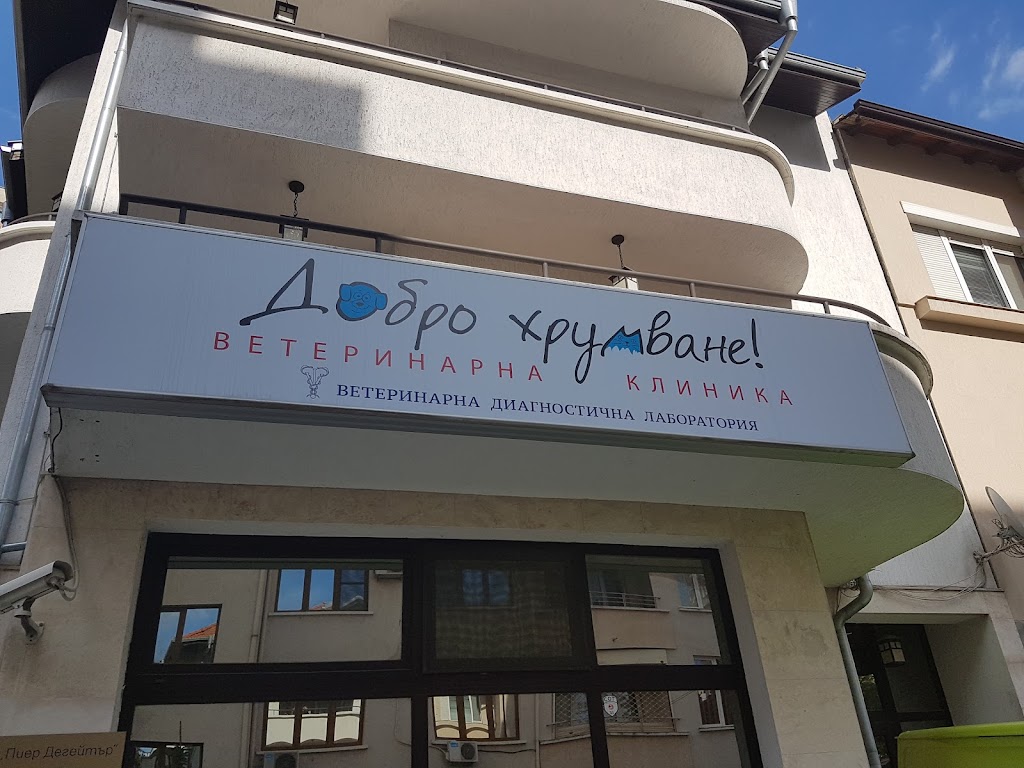 Добро хрумване!
ВЕТЕРИНАРНА КЛИНИКА
ВЕТЕРИНАРНА ДИАГНОСТИЧНА ЛАБОРАТОРИЯ
„Пиер Дегейтър“